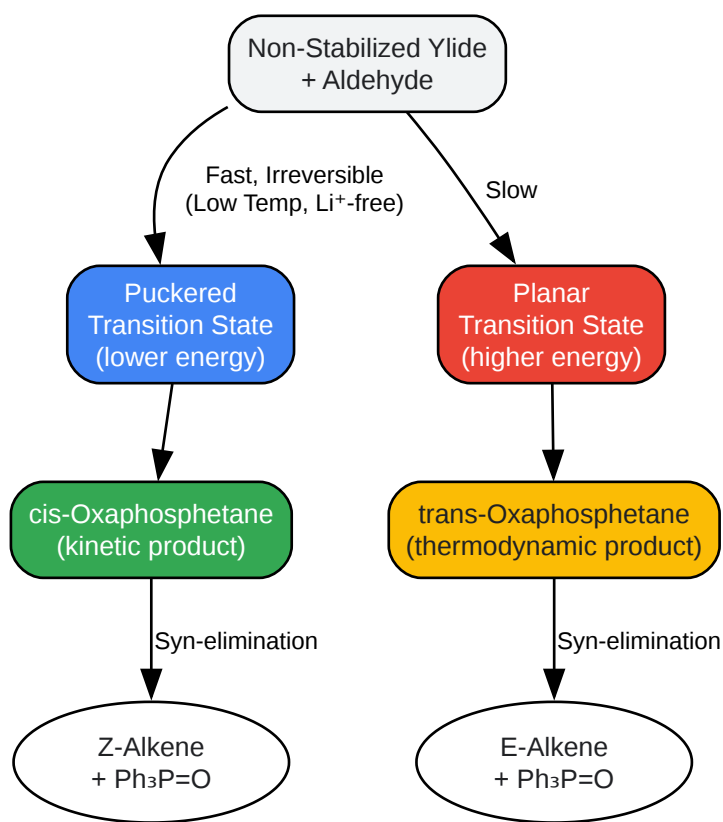 Non-Stabilized Ylide
+ Aldehyde
Fast, Irreversible
(Low Temp, Li⁺-free)
Slow
Puckered
Transition State
(lower energy)
Planar
Transition State
(higher energy)
cis-Oxaphosphetane
(kinetic product)
trans-Oxaphosphetane
(thermodynamic product)
Syn-elimination
Syn-elimination
Z-Alkene
+ Ph₃P=O
E-Alkene
+ Ph₃P=O